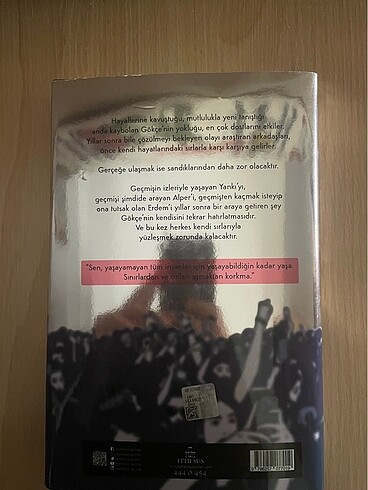 Hayallerine kavuştuğu, mutlulukla yeni tanıştığı
anda kaybolan Gökçe'nin yokluğu, en çok dostlarını etkiler.
Yıllar sonra bile çözülmeyi bekleyen olayı araştıran arkadaşları,
önce kendi hayatlarındaki sırlarla karşı karşıya gelirler.
Gerçeğe ulaşmak ise sandıklarından daha zor olacaktır.
Geçmişin izleriyle yaşayan Yankı'yı,
geçmişi şimdide arayan Alper'i, geçmişten kaçmak isteyip
ona tutsak olan Erdem'i yıllar sonra bir araya getiren şey
Gökçe'nin kendisini tekrar hatırlatmasıdır.
Ve bu kez herkes kendi sırlarıyla
yüzleşmek zorunda kalacaktır.
"Sen, yaşayamayan tüm insanlar için yaşayabildiğin kadar yaşa.
Sınırlardan ve onları aşmaktan korkma."
EPHESUS
444 0 454